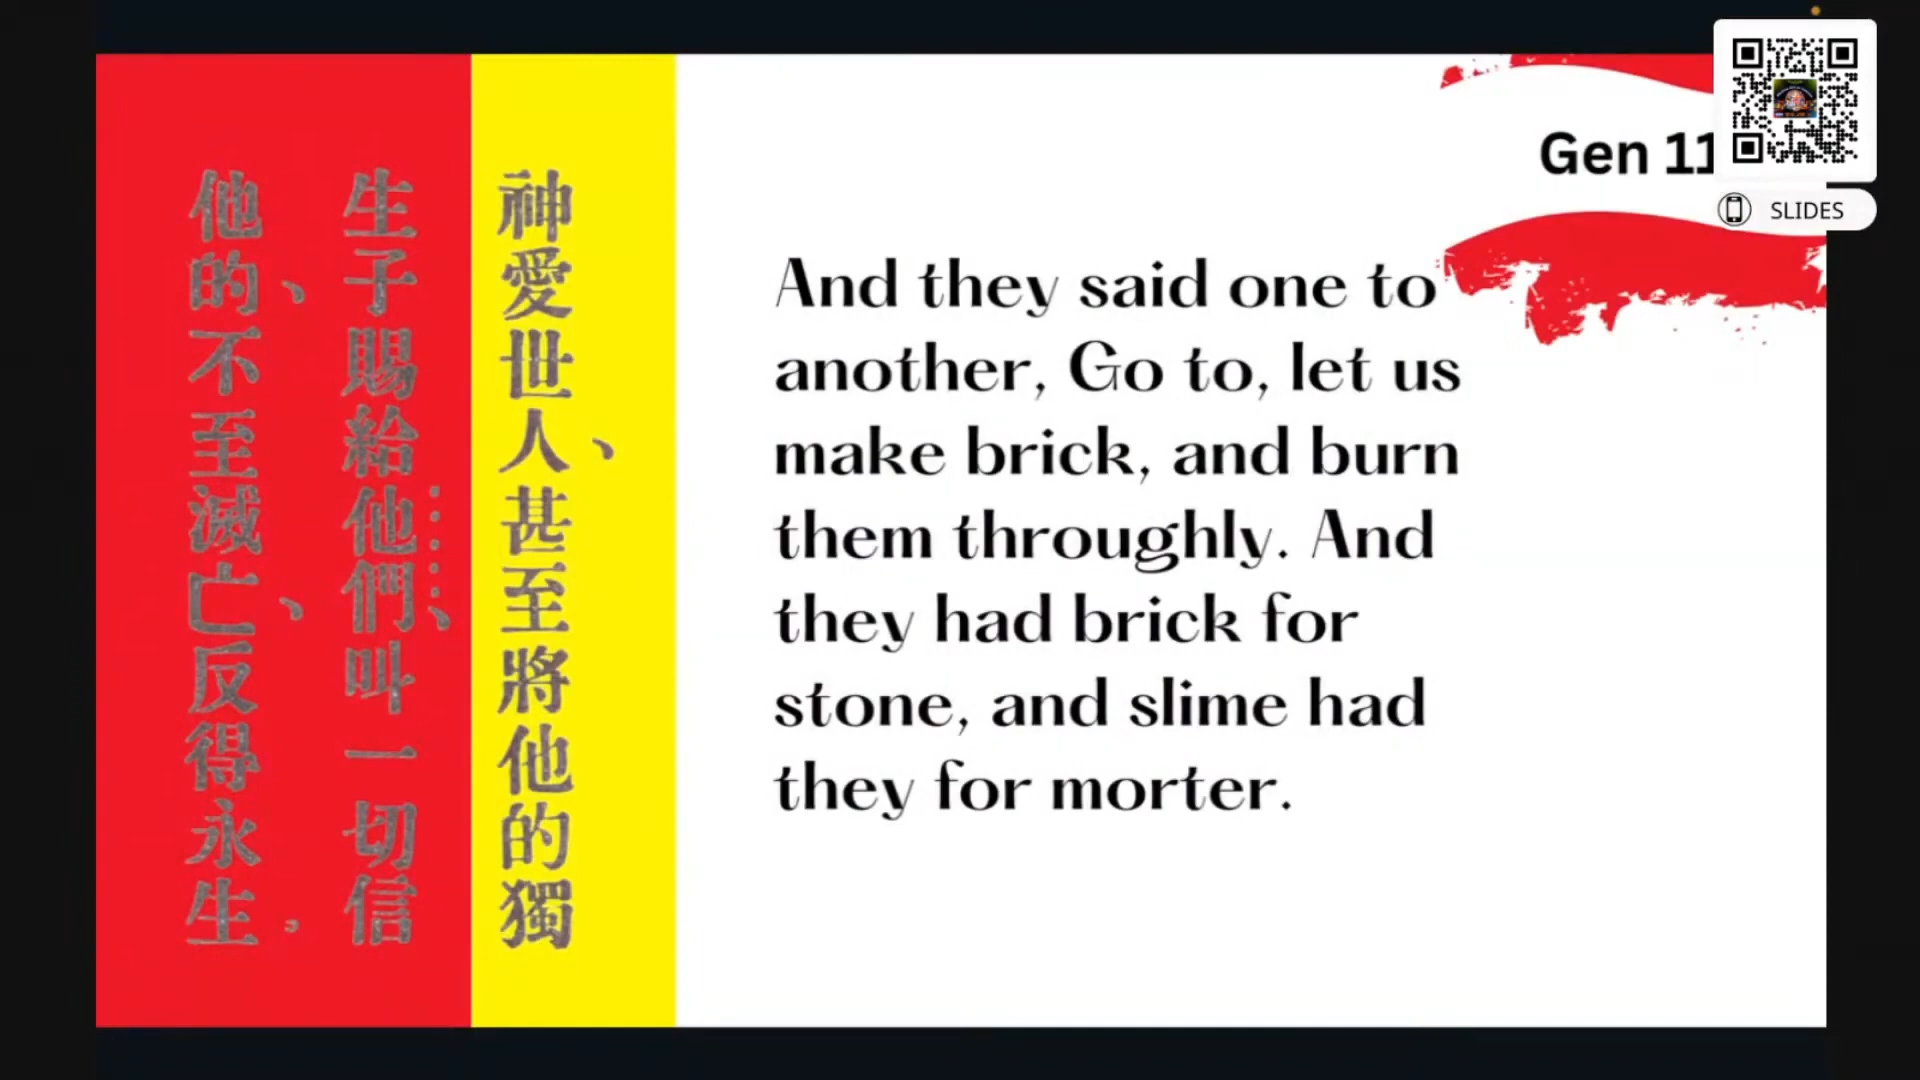 神愛世人、甚至將他的獨
生子賜給他們、叫一切信
他的、不至滅亡、反得永生，
Gen 11
SLIDES
And they said one to
another, Go to, let us
make brick, and burn
them throughly. And
they had brick for
stone, and slime had
they for morter.